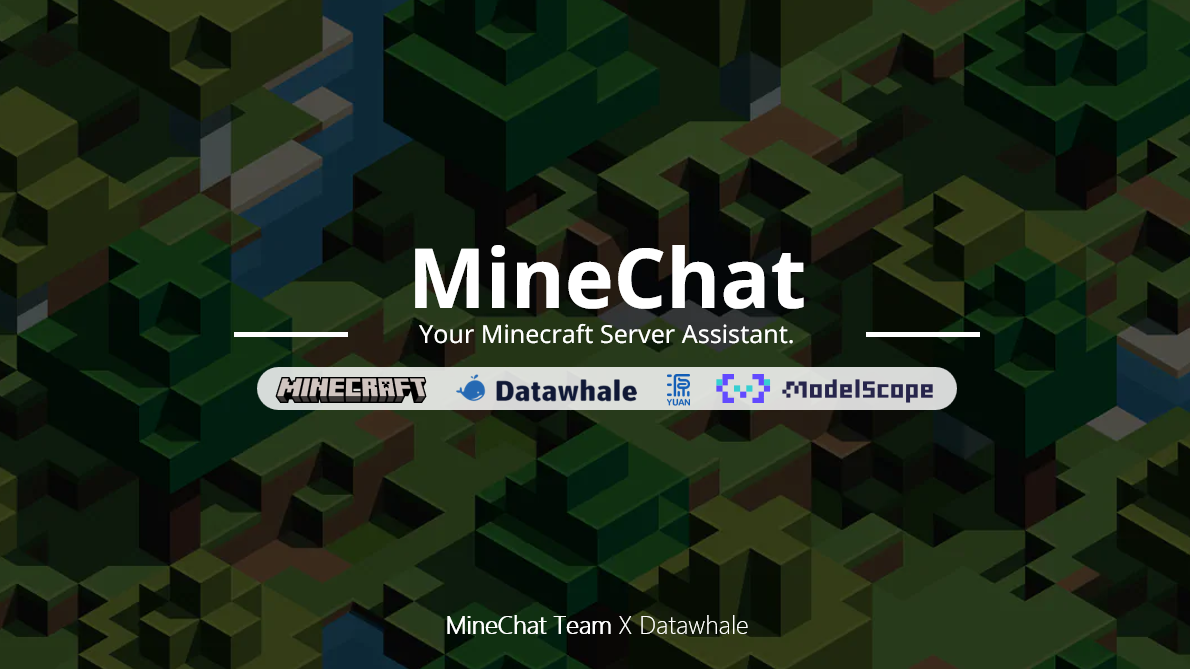 MineChat
Your Minecraft Server Assistant.
MINECRAFT Datawhale 源 YUAN ModelScope
MineChat Team X Datawhale